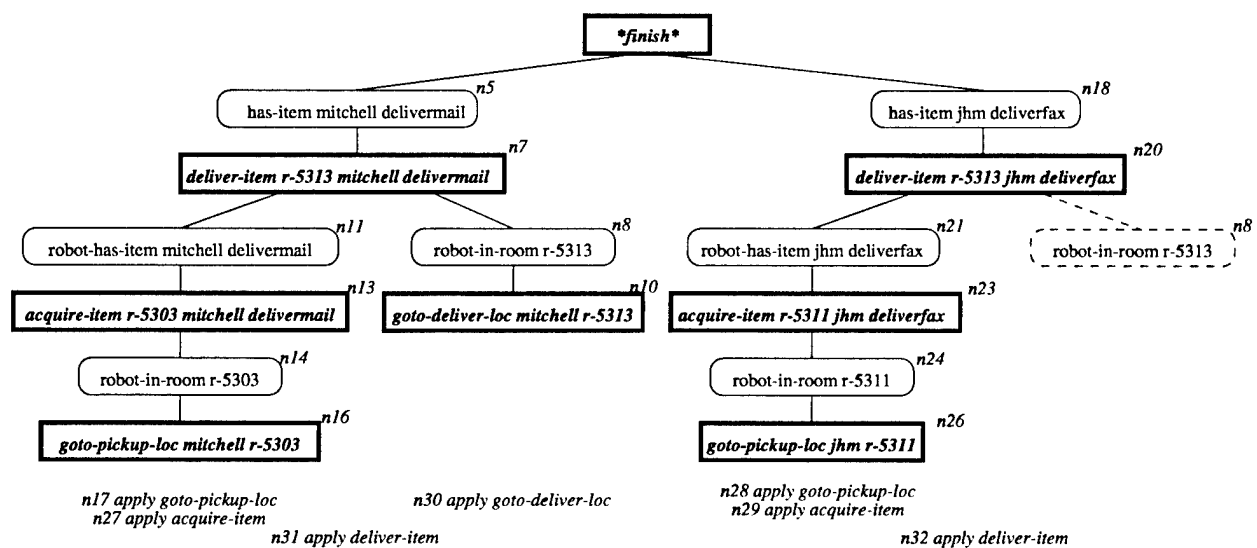 *finish*
n5
has-item mitchell delivermail
n18
has-item jhm deliverfax
n7
deliver-item r-5313 mitchell delivermail
n20
deliver-item r-5313 jhm deliverfax
n11
robot-has-item mitchell delivermail
n8
robot-in-room r-5313
n21
robot-has-item jhm deliverfax
n8
robot-in-room r-5313
n13
acquire-item r-5303 mitchell delivermail
n10
goto-deliver-loc mitchell r-5313
n23
acquire-item r-5311 jhm deliverfax
n14
robot-in-room r-5303
n24
robot-in-room r-5311
n16
goto-pickup-loc mitchell r-5303
n26
goto-pickup-loc jhm r-5311
n17 apply goto-pickup-loc
n27 apply acquire-item
n30 apply goto-deliver-loc
n28 apply goto-pickup-loc
n29 apply acquire-item
n31 apply deliver-item
n32 apply deliver-item